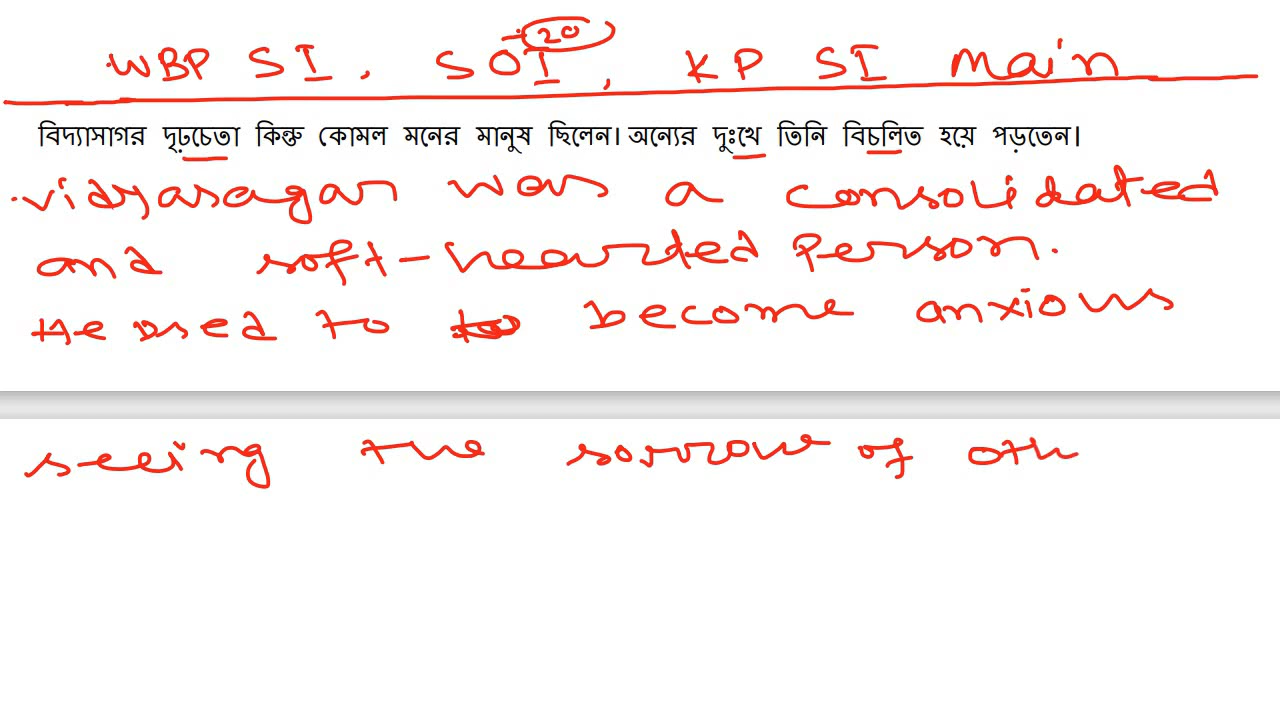 20
WBP SI, SOI, KP SI Main
বিদ্যাসাগর দৃঢ়চেতা কিন্তু কোমল মনের মানুষ ছিলেন। অন্যের দুঃখে তিনি বিচলিত হয়ে পড়তেন।
vidyasagar was a consolidated
and soft-hearted person.
He used to become anxious
seeing the sorrow of oth